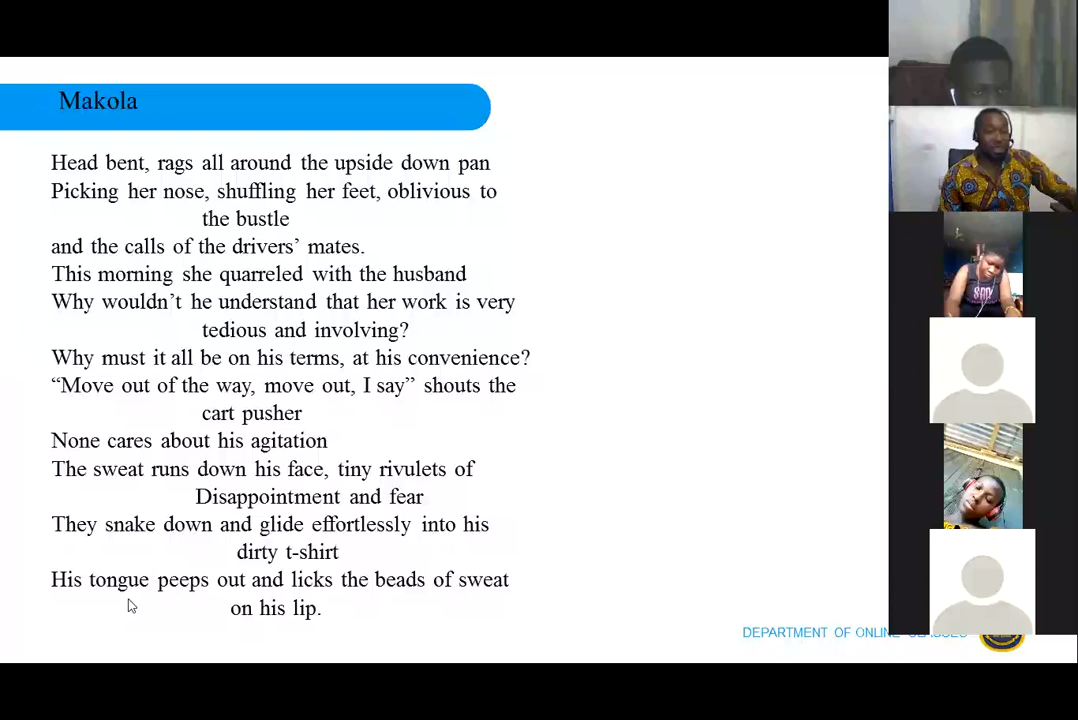 Makola
Head bent, rags all around the upside down pan
Picking her nose, shuffling her feet, oblivious to
the bustle
and the calls of the drivers’ mates.
This morning she quarreled with the husband
Why wouldn’t he understand that her work is very
tedious and involving?
Why must it all be on his terms, at his convenience?
“Move out of the way, move out, I say” shouts the
cart pusher
None cares about his agitation
The sweat runs down his face, tiny rivulets of
Disappointment and fear
They snake down and glide effortlessly into his
dirty t-shirt
His tongue peeps out and licks the beads of sweat
on his lip.
DEPARTMENT OF ONLINE CLASSES